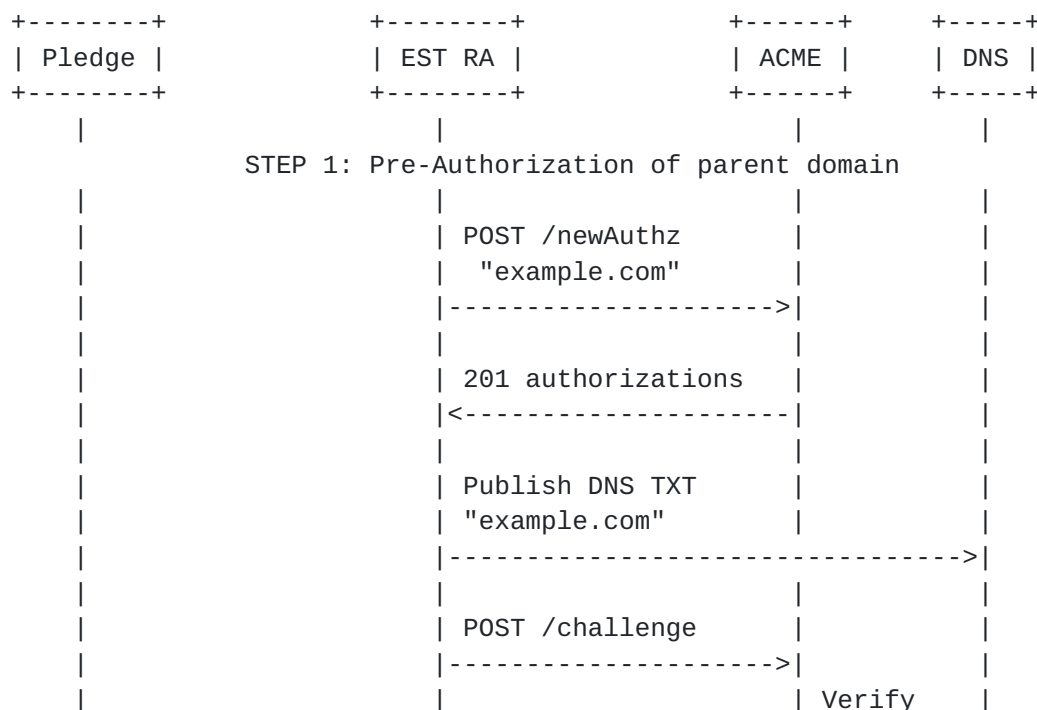 +--------+             +--------+             +------+     +-----+
| Pledge |             | EST RA |             | ACME |     | DNS |
+--------+             +--------+             +------+     +-----+
    |                      |                      |           |
               STEP 1: Pre-Authorization of parent domain
    |                      |                      |           |
    |                      | POST /newAuthz       |           |
    |                      |  "example.com"       |           |
    |                      |--------------------->|           |
    |                      |                      |           |
    |                      | 201 authorizations   |           |
    |                      |<---------------------|           |
    |                      |                      |           |
    |                      | Publish DNS TXT      |           |
    |                      | "example.com"        |           |
    |                      |--------------------------------->|
    |                      |                      |           |
    |                      | POST /challenge      |           |
    |                      |--------------------->|           |
    |                      |                      | Verify    |